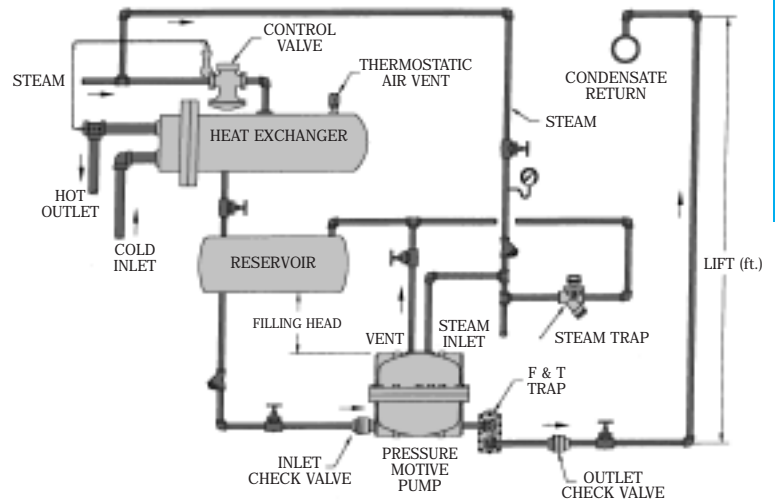 CONTROL
VALVE
STEAM
THERMOSTATIC
AIR VENT
CONDENSATE
RETURN
STEAM
HEAT EXCHANGER
HOT
OUTLET
COLD
INLET
RESERVOIR
LIFT (ft.)
FILLING HEAD
VENT
STEAM
INLET
STEAM TRAP
F & T
TRAP
INLET
CHECK VALVE
PRESSURE
MOTIVE
PUMP
OUTLET
CHECK VALVE